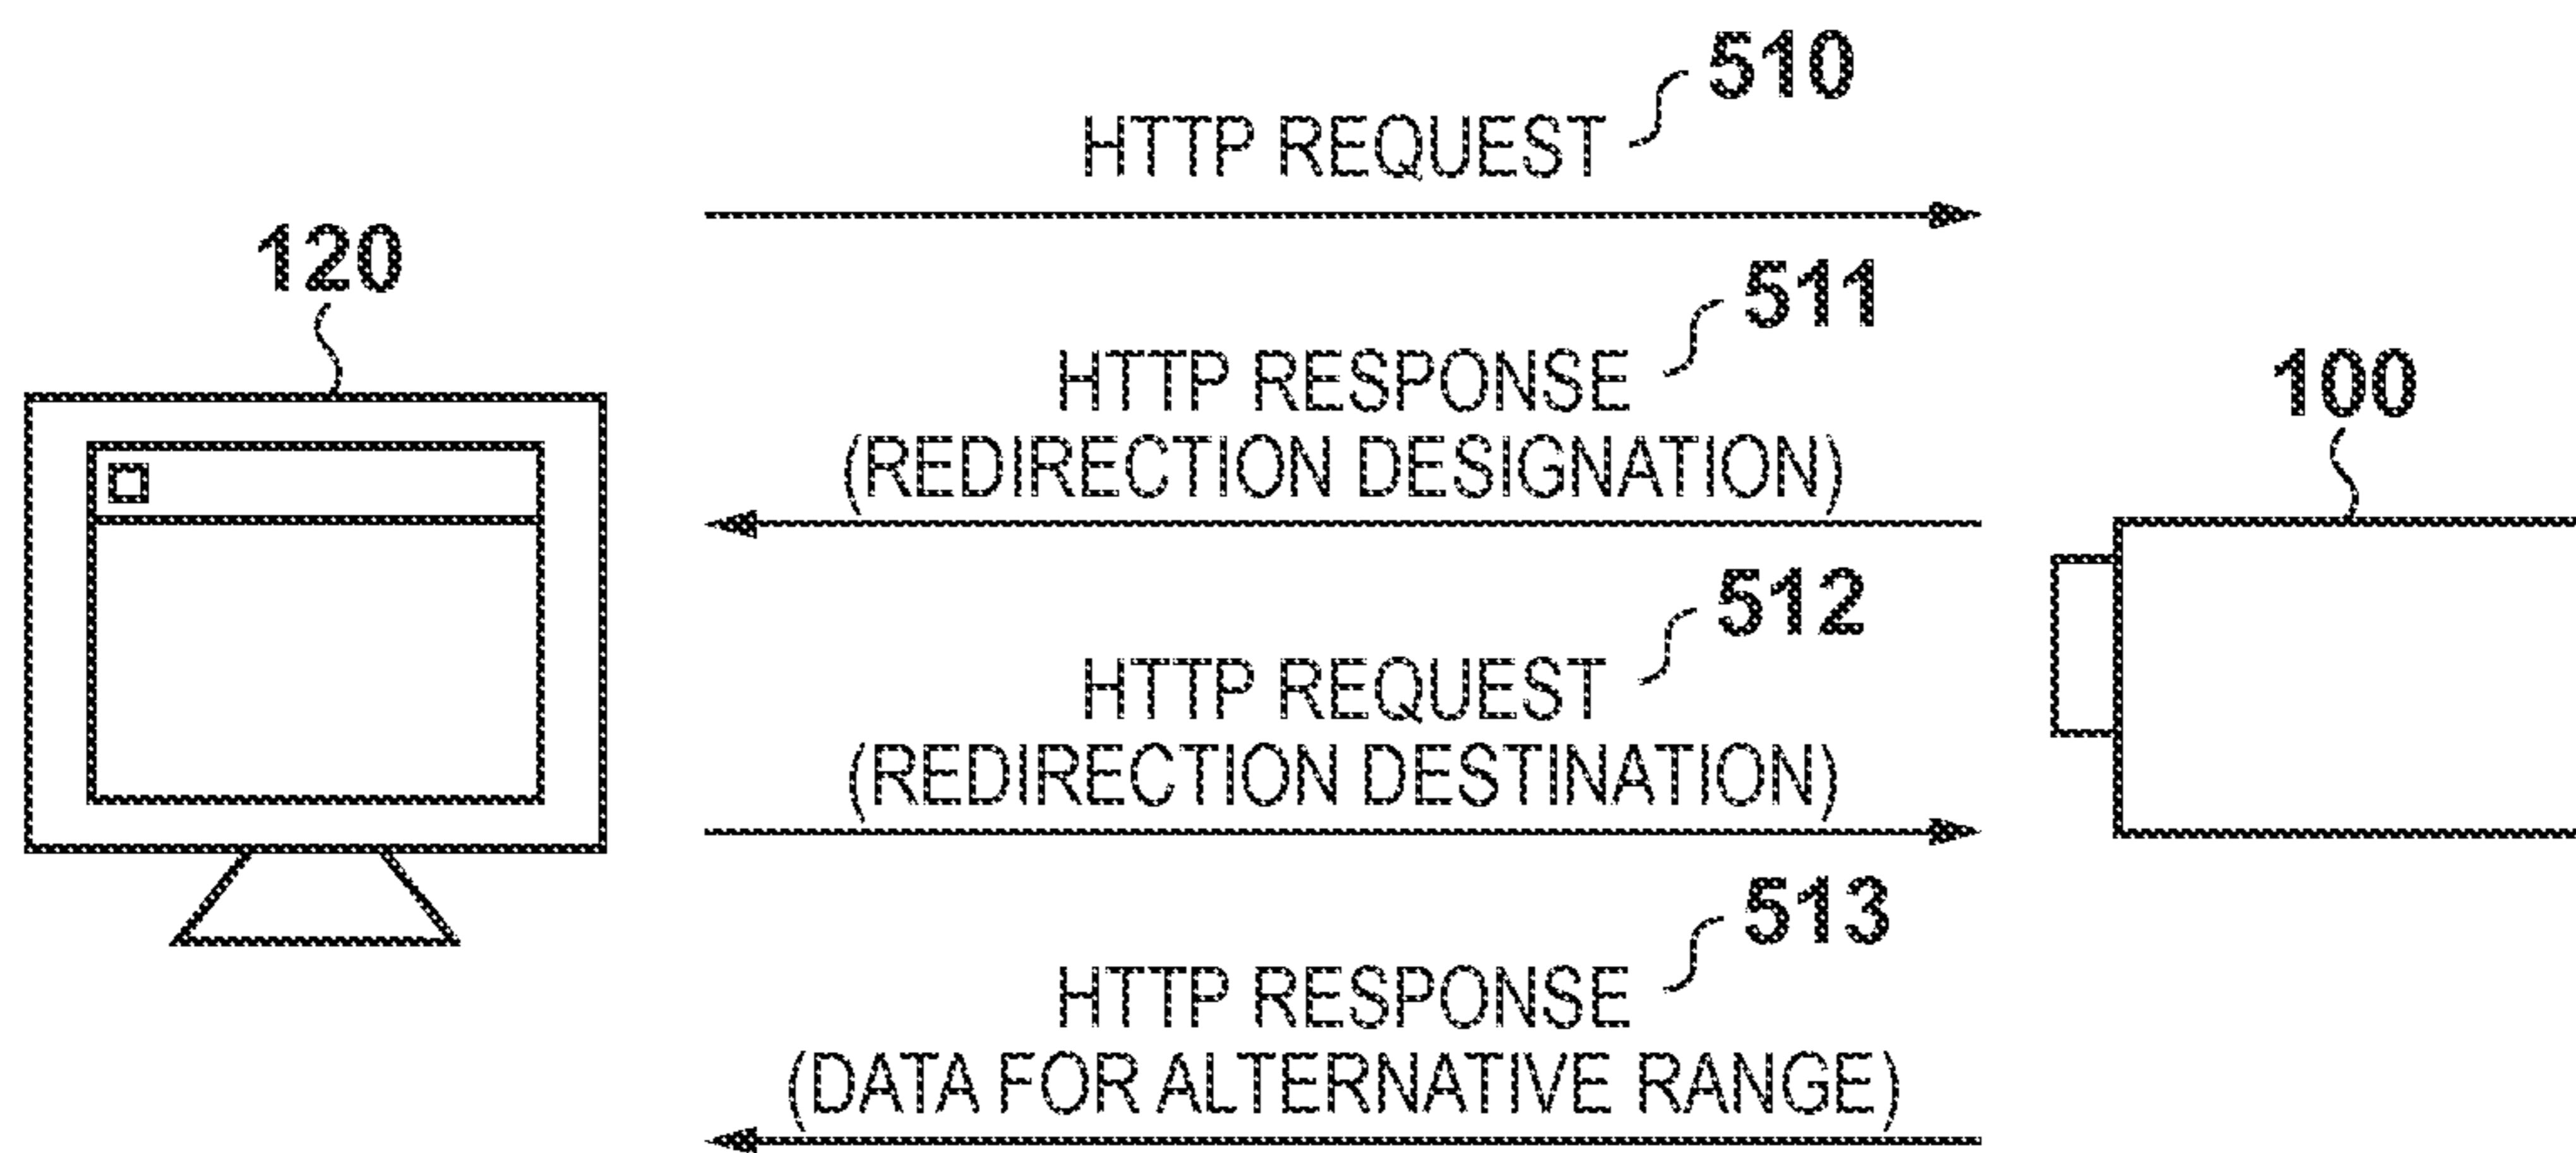 510
HTTP REQUEST
120
511
HTTP RESPONSE
(REDIRECTION DESIGNATION)
100
512
HTTP REQUEST
(REDIRECTION DESTINATION)
513
HTTP RESPONSE
(DATA FOR ALTERNATIVE RANGE)